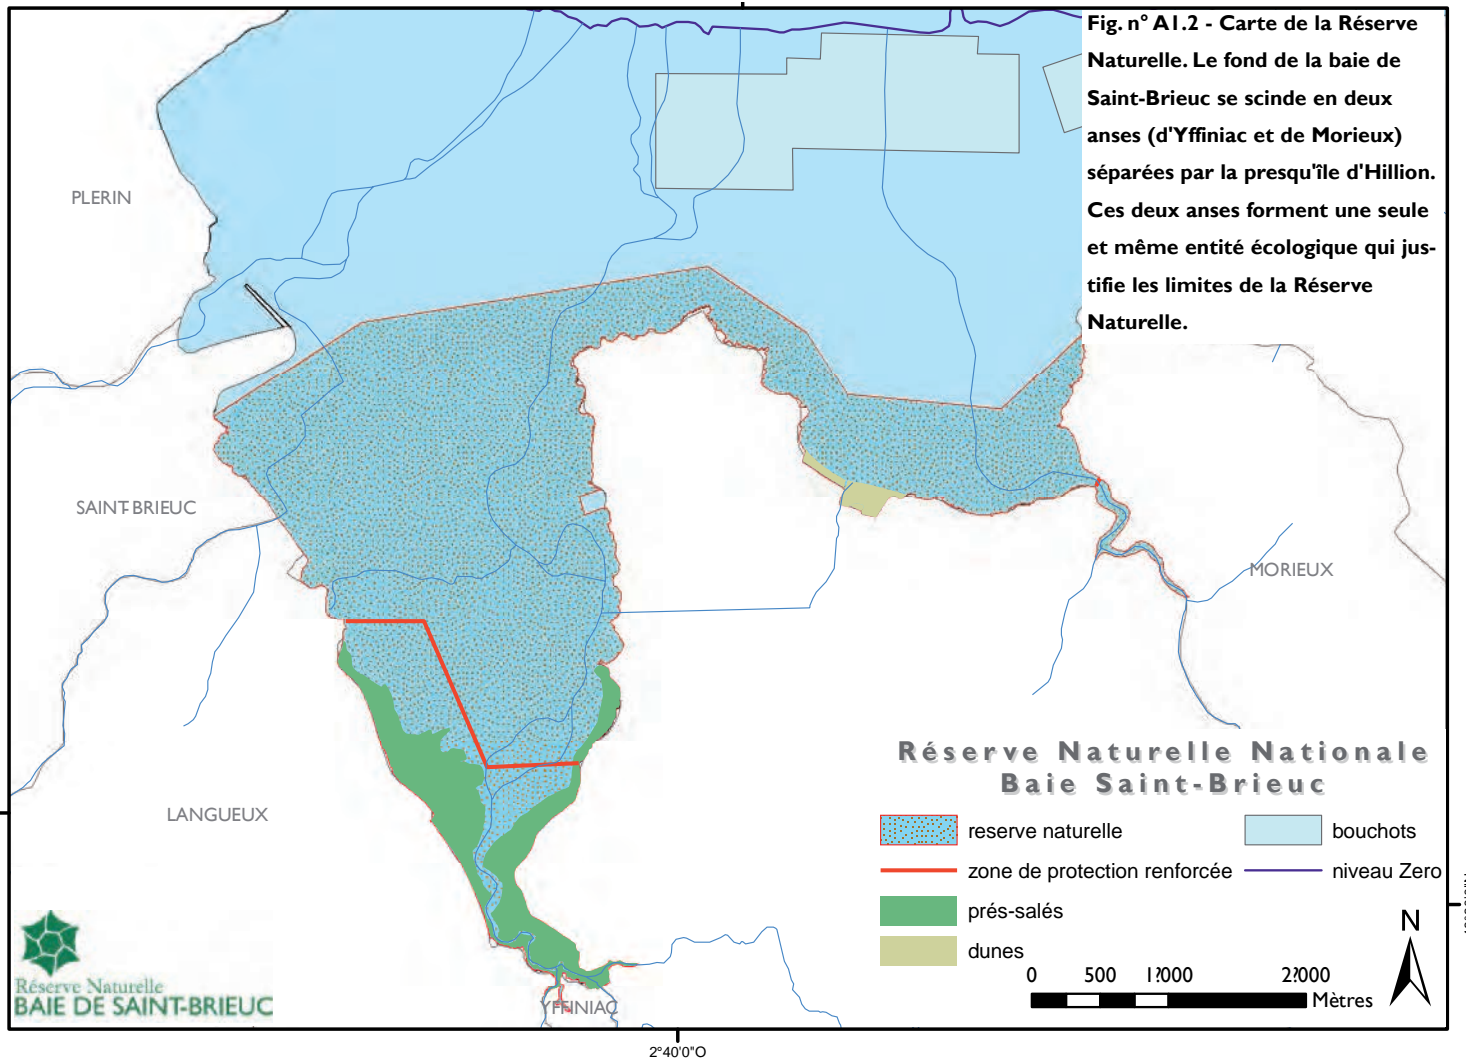 Fig. n° A1.2 - Carte de la Réserve
Naturelle. Le fond de la baie de
Saint-Brieuc se scinde en deux
anses (d'Yffiniac et de Morieux)
séparées par la presqu'île d'Hillion.
Ces deux anses forment une seule
et même entité écologique qui jus-
tifie les limites de la Réserve
Naturelle.
PLERIN
SAINT-BRIEUC
MORIEUX
LANGUEUX
YFFINIAC
Réserve Naturelle Nationale
Baie Saint-Brieuc
reserve naturelle
bouchots
zone de protection renforcée
niveau Zero
prés-salés
dunes
N
0 500 1?000 2?000
Mètres
Réserve Naturelle
BAIE DE SAINT-BRIEUC
2°40'0"O